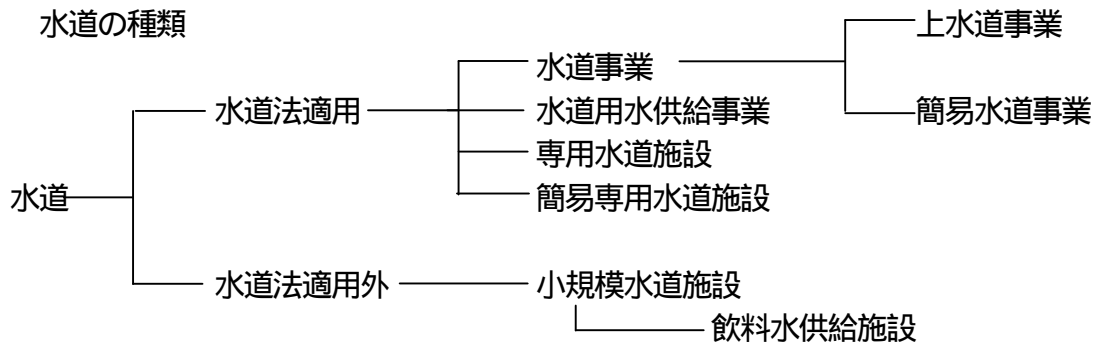 水道の種類
上水道事業
水道事業
水道法適用
水道用水供給事業
簡易水道事業
専用水道施設
水道
簡易専用水道施設
水道法適用外
小規模水道施設
飲料水供給施設